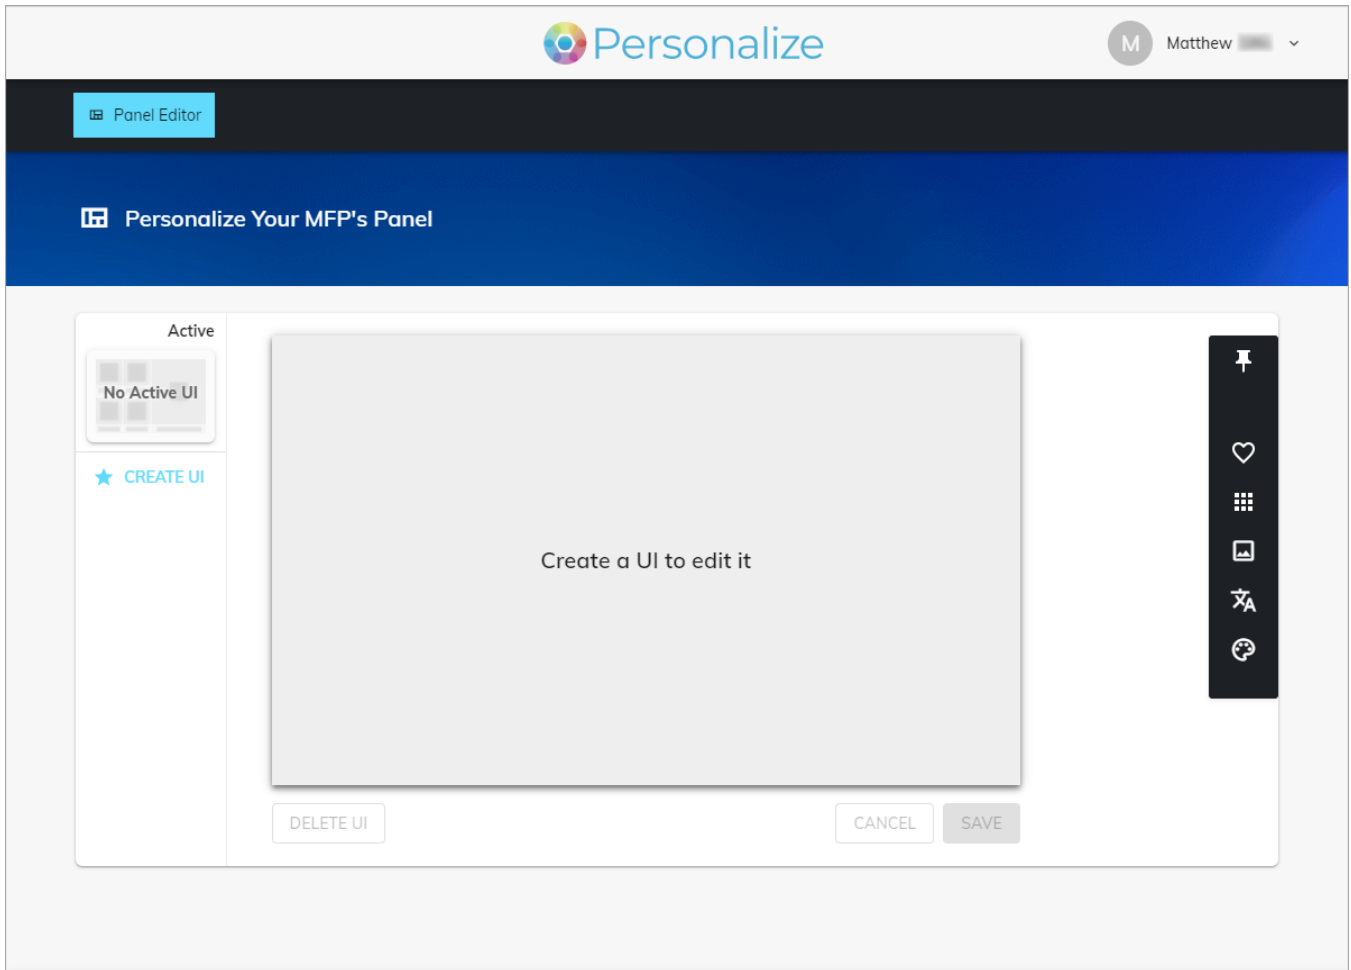 Personalize
M
Matthew
Panel Editor
Personalize Your MFP's Panel
Active
No Active UI
CREATE UI
Create a UI to edit it
DELETE UI
CANCEL
SAVE